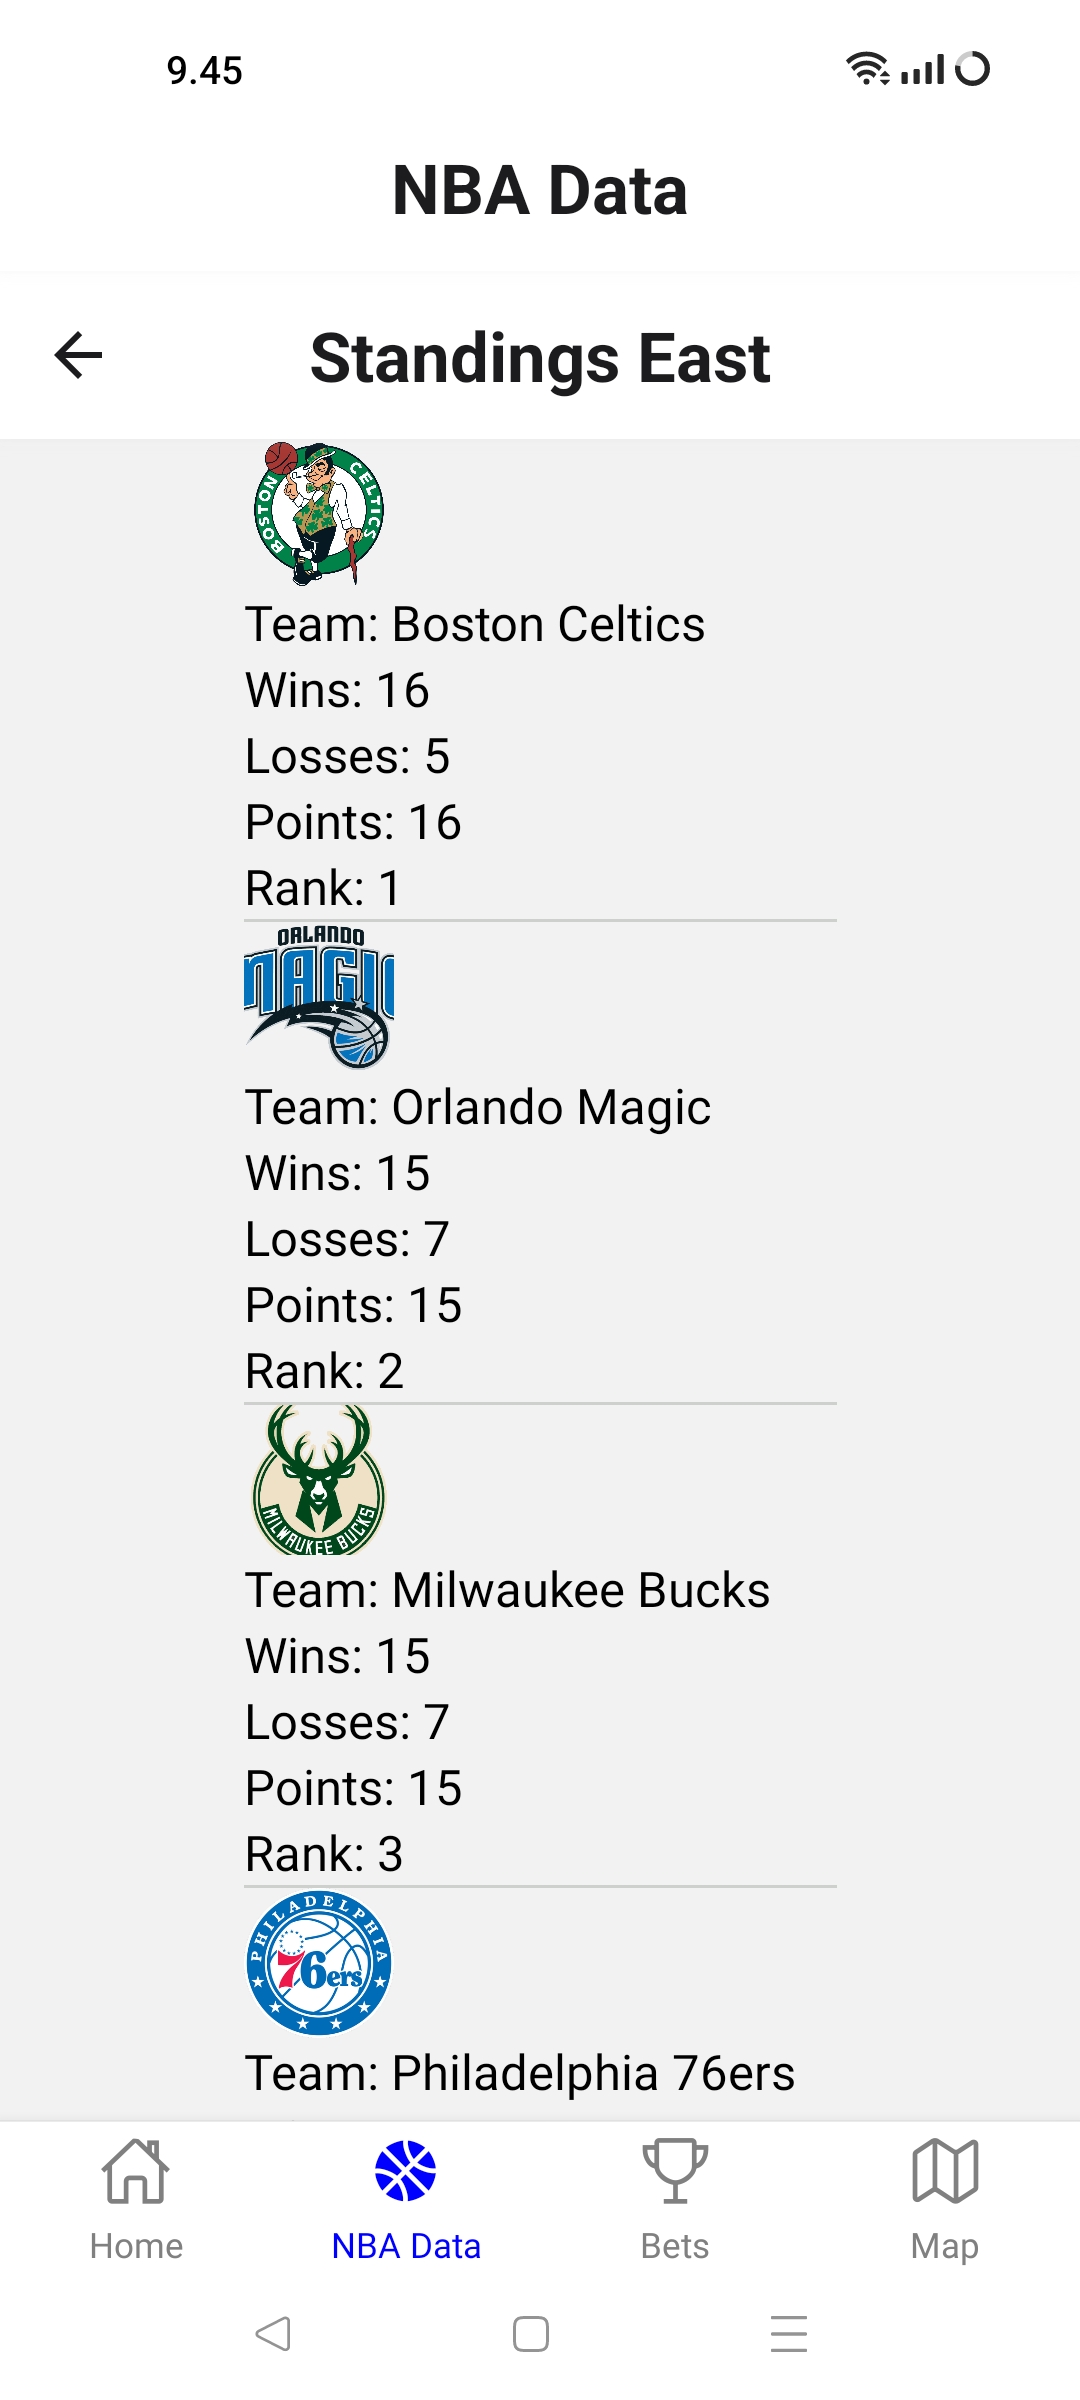 9.45
NBA Data
Standings East
BOSTON CELTICS
Team: Boston Celtics
Wins: 16
Losses: 5
Points: 16
Rank: 1
ORLANDO
MAGIC
Team: Orlando Magic
Wins: 15
Losses: 7
Points: 15
Rank: 2
MILWAUKEE BUCKS
Team: Milwaukee Bucks
Wins: 15
Losses: 7
Points: 15
Rank: 3
PHILADELPHIA
76ers
Team: Philadelphia 76ers
Home
NBA Data
Bets
Map